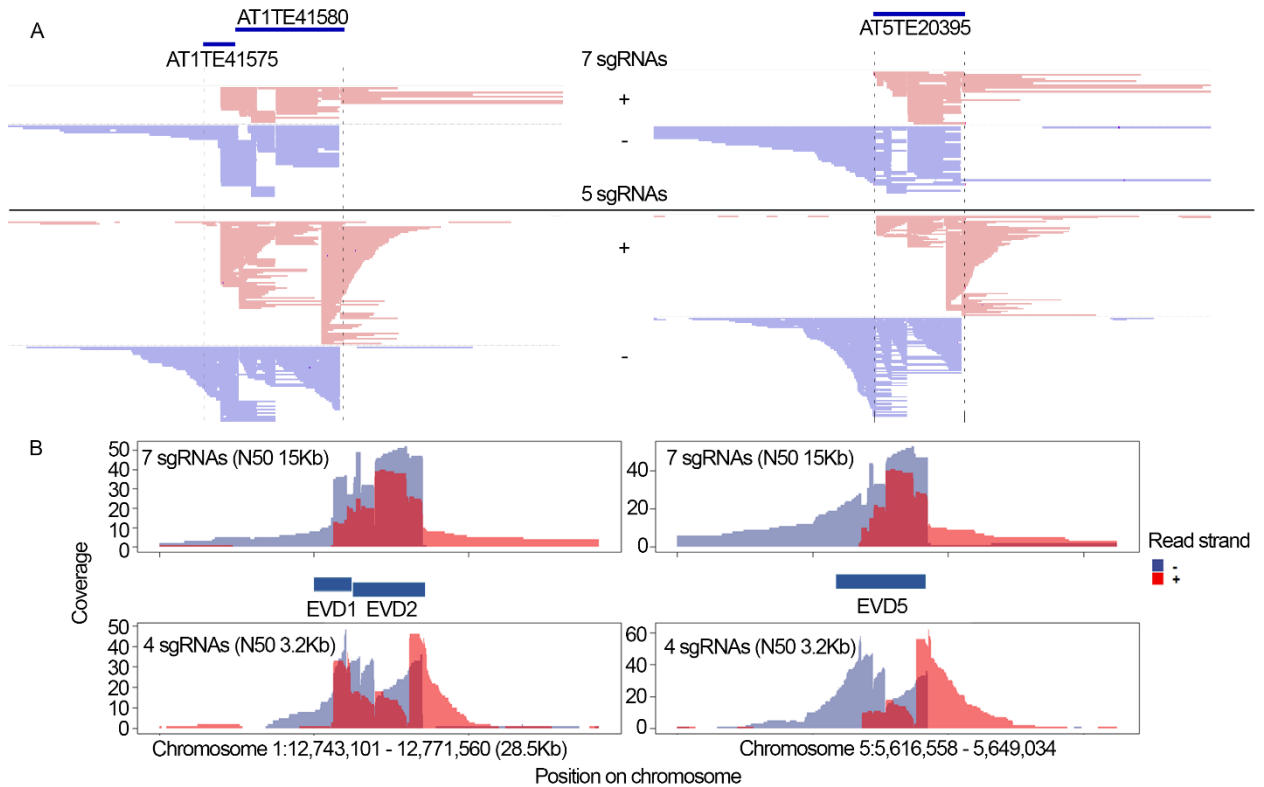 A
AT1TE41580
AT1TE41575
AT5TE20395
7 sgRNAs
+
-
5 sgRNAs
+
-
B
Coverage
50
40
30
20
10
0
7 sgRNAs (N50 15Kb)
40
20
0
7 sgRNAs (N50 15Kb)
Read strand
-
+
EVD1 EVD2
EVD5
50
40
30
20
10
0
4 sgRNAs (N50 3.2Kb)
60
40
20
0
4 sgRNAs (N50 3.2Kb)
Chromosome 1:12,743,101 - 12,771,560 (28.5Kb)
Chromosome 5:5,616,558 - 5,649,034
Position on chromosome